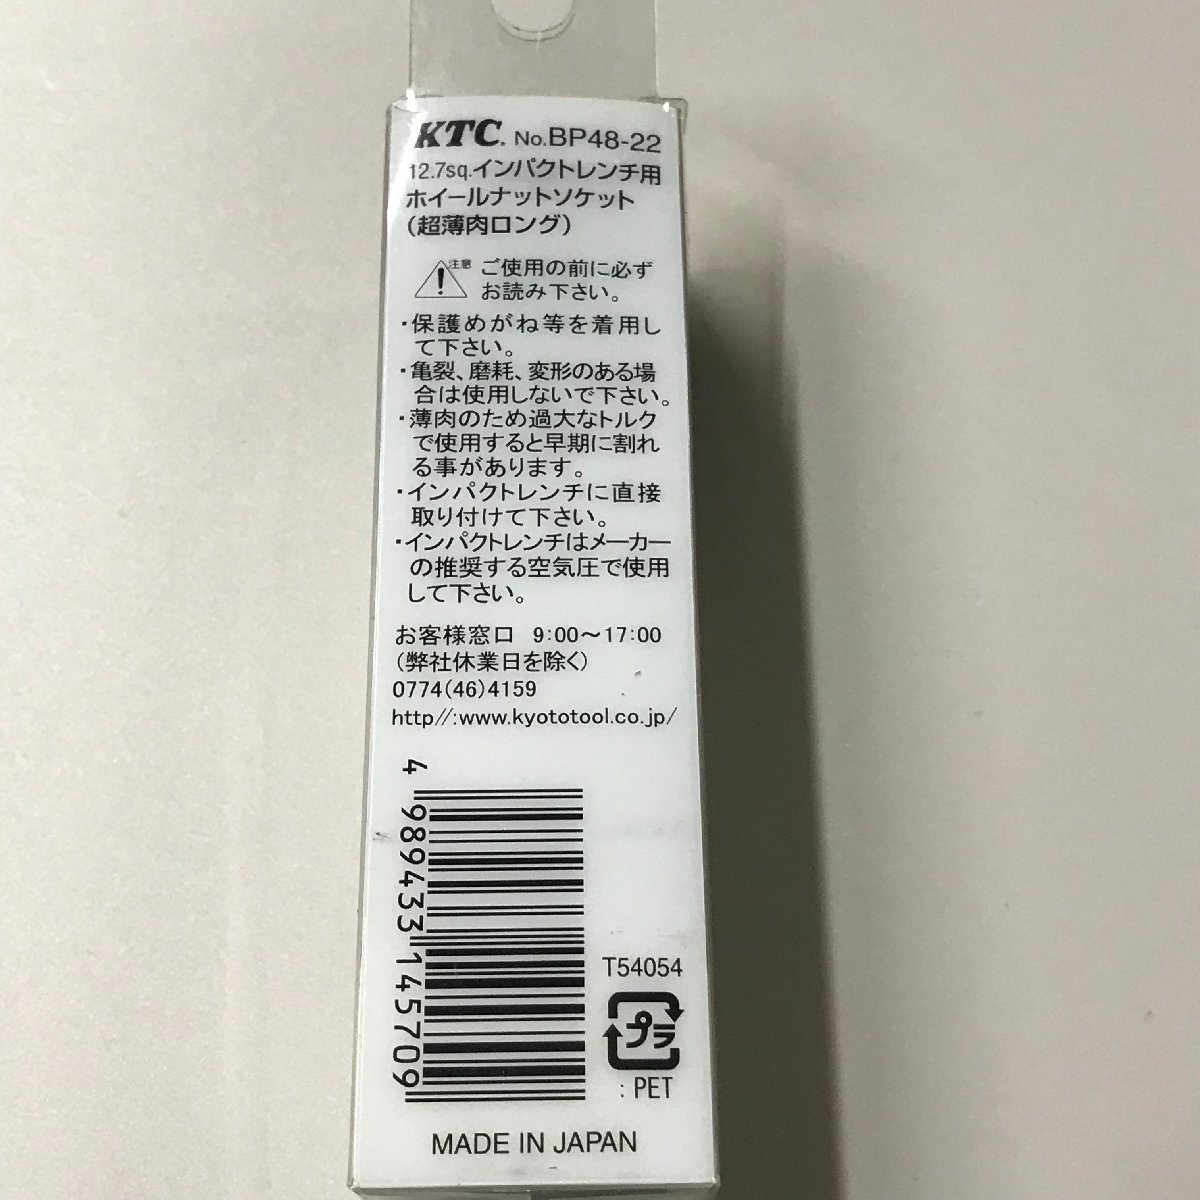 KTC. No.BP48-22
12.7sq.インパクトレンチ用
ホイールナットソケット
(超薄肉ロング)
注意 ご使用の前に必ず
お読み下さい。
・保護めがね等を着用し
て下さい。
・亀裂、磨耗、変形のある場
合は使用しないで下さい。
・薄肉のため過大なトルク
で使用すると早期に割れ
る事があります。
・インパクトレンチに直接
取り付けて下さい。
・インパクトレンチはメーカー
の推奨する空気圧で使用
して下さい。
お客様窓口 9:00～17:00
(弊社休業日を除く)
0774(46)4159
http//:www.kyototool.co.jp/
4 989433 145709
T54054
プラ
: PET
MADE IN JAPAN